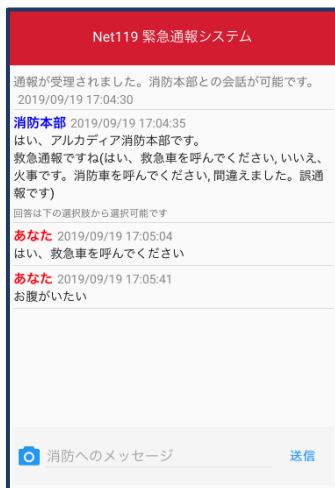 Net119 緊急通報システム
通報が受理されました。消防本部との会話が可能です。
2019/09/19 17:04:30
消防本部 2019/09/19 17:04:35
はい、アルカディア消防本部です。
救急通報ですね(はい、救急車を呼んでください, いいえ、
火事です。消防車を呼んでください, 間違えました。誤通
報です)
回答は下の選択肢から選択可能です
あなた 2019/09/19 17:05:04
はい、救急車を呼んでください
あなた 2019/09/19 17:05:41
お腹がいたい
消防へのメッセージ 送信